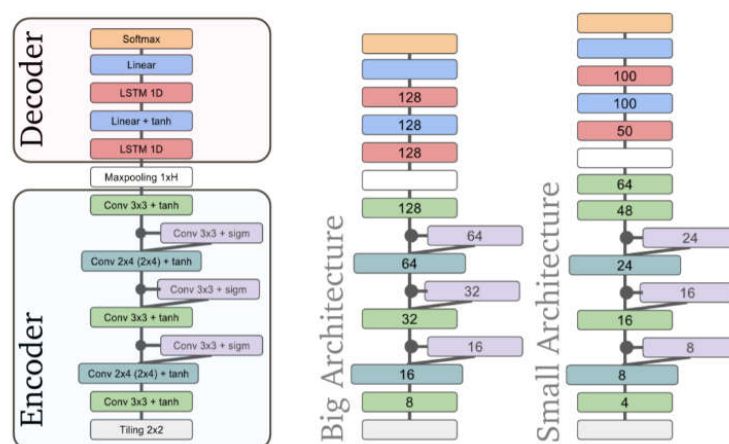 Decoder
Softmax
Linear
LSTM 1D
Linear + tanh
LSTM 1D
Maxpooling 1xH
Encoder
Conv 3x3 + tanh
Conv 3x3 + sigm
Conv 2x4 (2x4) + tanh
Conv 3x3 + sigm
Conv 3x3 + tanh
Conv 3x3 + sigm
Conv 2x4 (2x4) + tanh
Conv 3x3 + tanh
Tiling 2x2
Big Architecture
128
128
128
128
64
64
32
32
16
16
8
Small Architecture
100
100
50
64
48
24
24
16
16
8
8
4